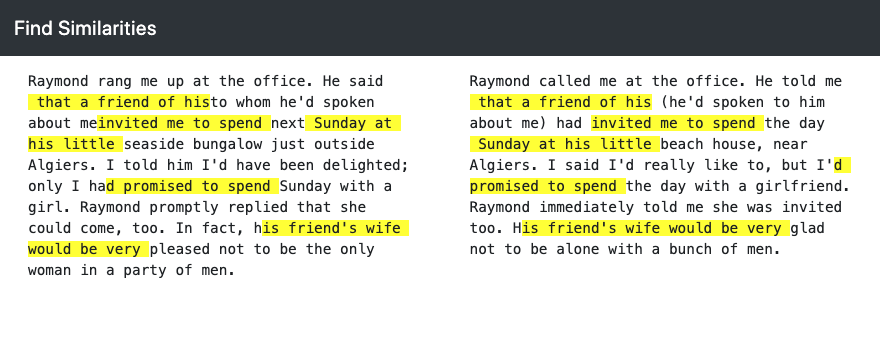 Find Similarities
Raymond rang me up at the office. He said
that a friend of histo whom he'd spoken
about meinvited me to spend next Sunday at
his little seaside bungalow just outside
Algiers. I told him I'd have been delighted;
only I had promised to spend Sunday with a
girl. Raymond promptly replied that she
could come, too. In fact, his friend's wife
would be very pleased not to be the only
woman in a party of men.
Raymond called me at the office. He told me
that a friend of his (he'd spoken to him
about me) had invited me to spend the day
Sunday at his little beach house, near
Algiers. I said I'd really like to, but I'd
promised to spend the day with a girlfriend.
Raymond immediately told me she was invited
too. His friend's wife would be very glad
not to be alone with a bunch of men.